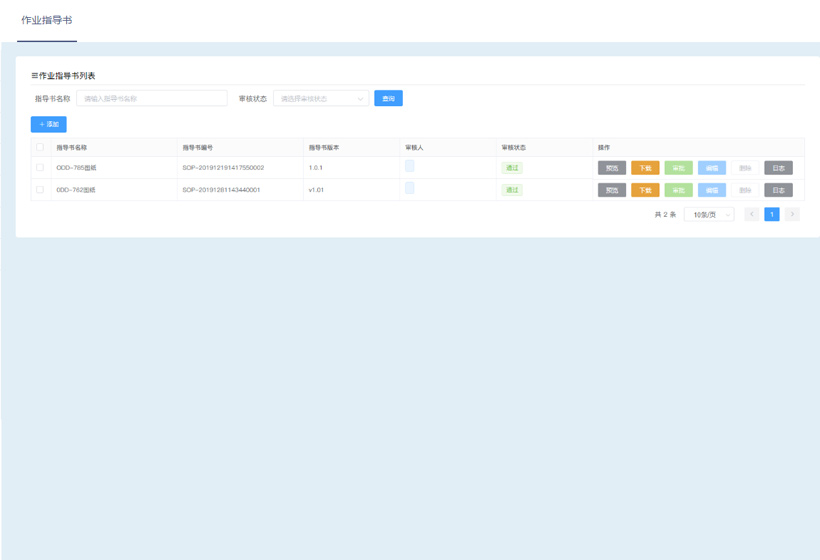 作业指导书
作业指导书列表
指导书名称 请输入指导书名称 审核状态 请选择审核状态 查询
+ 添加
指导书名称 指导书编号 指导书版本 审核人 审核状态 操作
ODD-785图纸 SOP-201912191417550002 1.0.1 通过 预览 下载 审批 编辑 删除 日志
0DD-762图纸 SOP-20191281143440001 v1.01 通过 预览 下载 审批 编辑 删除 日志
共 2 条 10条/页 1